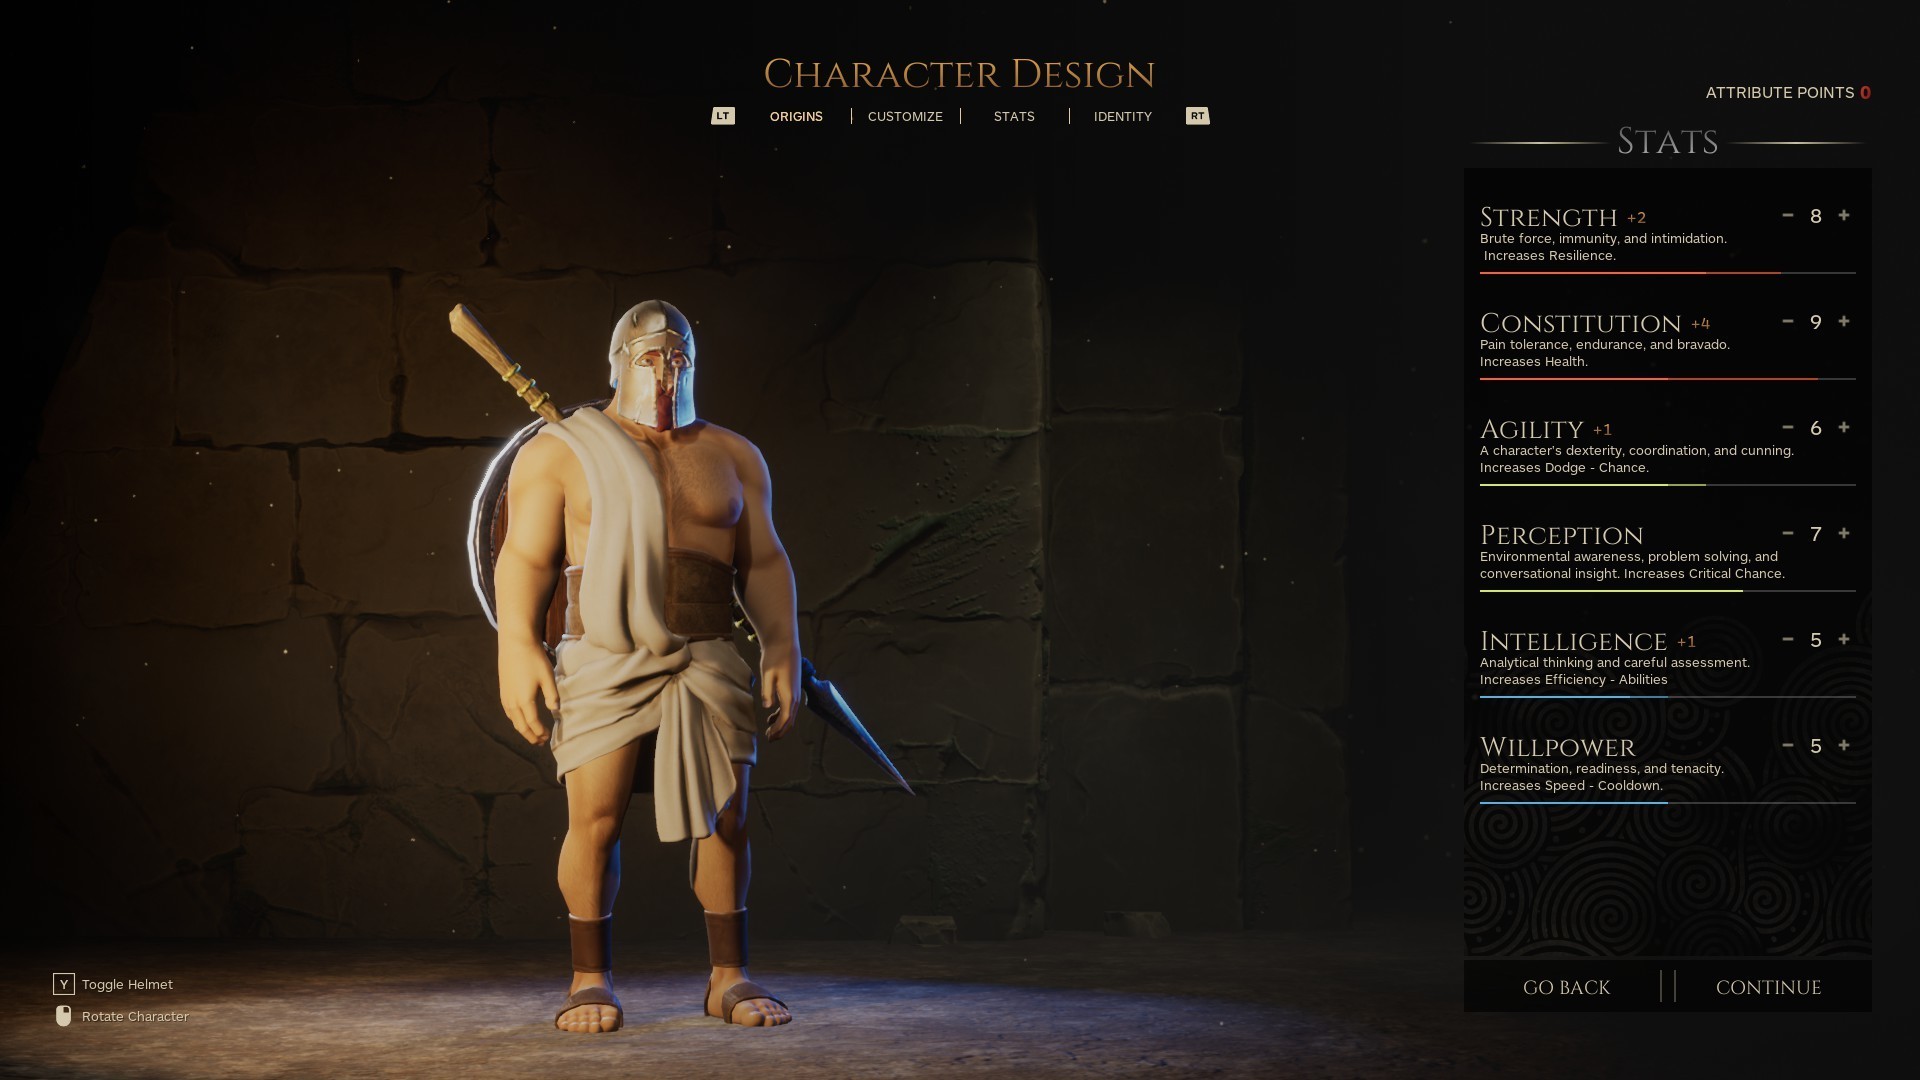 CHARACTER DESIGN
LT ORIGINS CUSTOMIZE STATS IDENTITY RT
ATTRIBUTE POINTS 0
STATS
STRENGTH +2 − 8 +
Brute force, immunity, and intimidation.
Increases Resilience.
CONSTITUTION +4 − 9 +
Pain tolerance, endurance, and bravado.
Increases Health.
AGILITY +1 − 6 +
A character's dexterity, coordination, and cunning.
Increases Dodge - Chance.
PERCEPTION − 7 +
Environmental awareness, problem solving, and
conversational insight. Increases Critical Chance.
INTELLIGENCE +1 − 5 +
Analytical thinking and careful assessment.
Increases Efficiency - Abilities
WILLPOWER − 5 +
Determination, readiness, and tenacity.
Increases Speed - Cooldown.
Y Toggle Helmet
Rotate Character
GO BACK CONTINUE